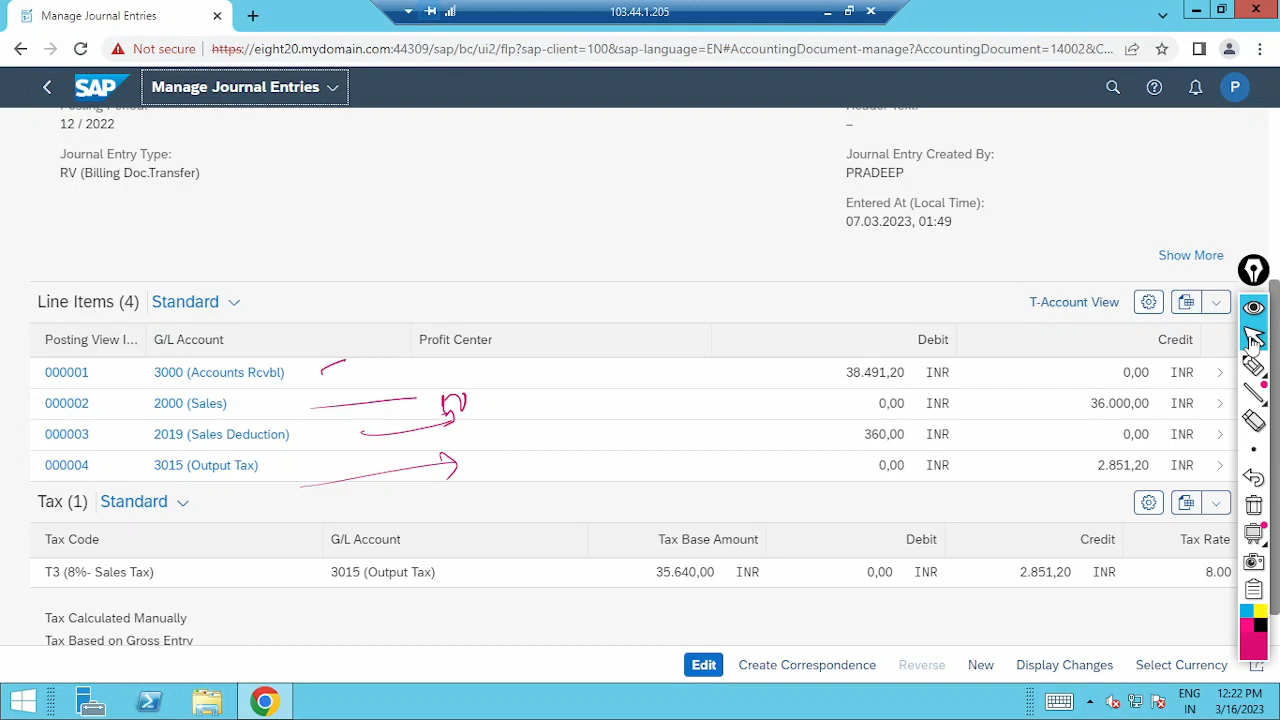 Manage Journal Entries
103.44.1.205
Not secure https://eight20.mydomain.com:44309/sap/bc/ui2/flp?sap-client=100&sap-language=EN#AccountingDocument-manage?AccountingDocument=14002&C...
SAP Manage Journal Entries P
Posting Period: Header Text:
12 / 2022 –
Journal Entry Type: Journal Entry Created By:
RV (Billing Doc.Transfer) PRADEEP
Entered At (Local Time):
07.03.2023, 01:49
Show More
Line Items (4) Standard T-Account View
Posting View I... G/L Account Profit Center Debit Credit
000001 3000 (Accounts Rcvbl) 38.491,20 INR 0,00 INR
000002 2000 (Sales) 0,00 INR 36.000,00 INR
000003 2019 (Sales Deduction) 360,00 INR 0,00 INR
000004 3015 (Output Tax) 0,00 INR 2.851,20 INR
Tax (1) Standard
Tax Code G/L Account Tax Base Amount Debit Credit Tax Rate
T3 (8%- Sales Tax) 3015 (Output Tax) 35.640,00 INR 0,00 INR 2.851,20 INR 8.00
Tax Calculated Manually
Tax Based on Gross Entry
Edit Create Correspondence Reverse New Display Changes Select Currency
ENG 12:22 PM
IN 3/16/2023